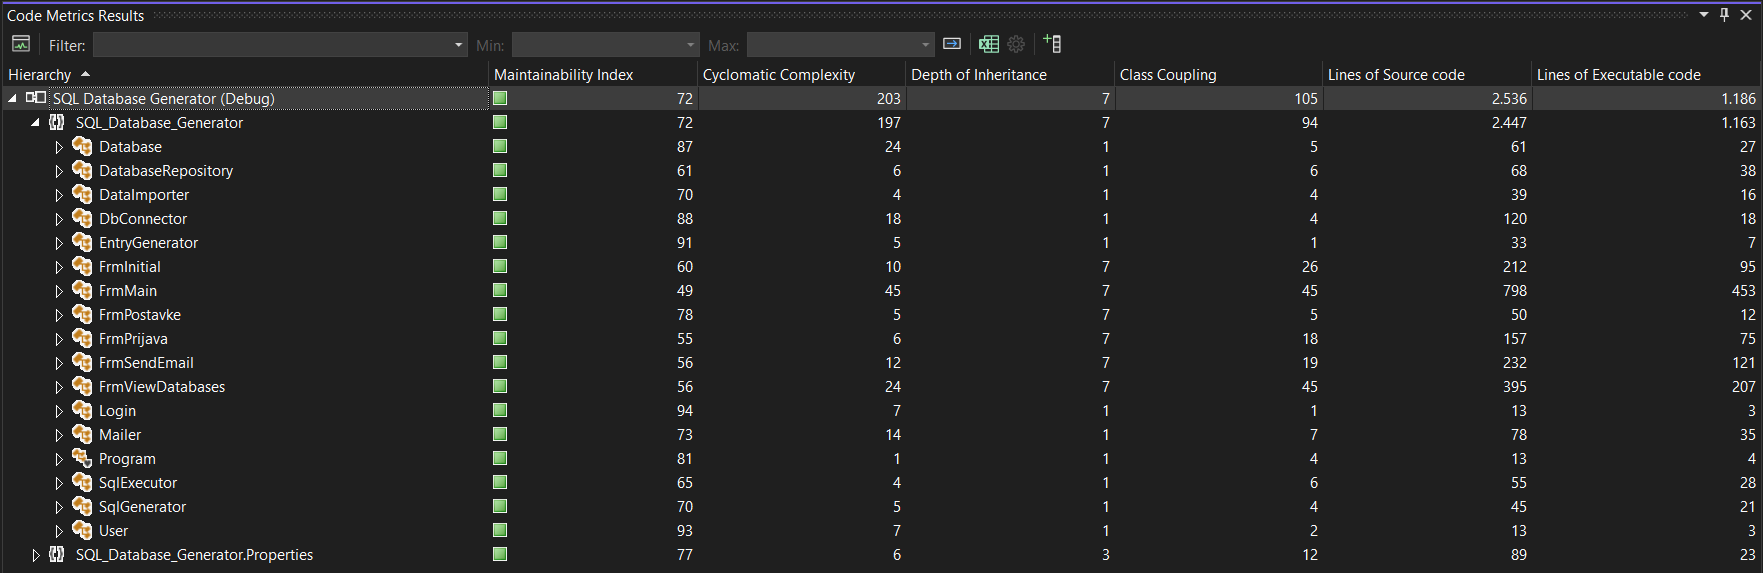 Code Metrics Results
Filter: Min: Max:
Hierarchy Maintainability Index Cyclomatic Complexity Depth of Inheritance Class Coupling Lines of Source code Lines of Executable code
SQL Database Generator (Debug) 72 203 7 105 2.536 1.186
SQL_Database_Generator 72 197 7 94 2.447 1.163
Database 87 24 1 5 61 27
DatabaseRepository 61 6 1 6 68 38
DataImporter 70 4 1 4 39 16
DbConnector 88 18 1 4 120 18
EntryGenerator 91 5 1 1 33 7
FrmInitial 60 10 7 26 212 95
FrmMain 49 45 7 45 798 453
FrmPostavke 78 5 7 5 50 12
FrmPrijava 55 6 7 18 157 75
FrmSendEmail 56 12 7 19 232 121
FrmViewDatabases 56 24 7 45 395 207
Login 94 7 1 1 13 3
Mailer 73 14 1 7 78 35
Program 81 1 1 4 13 4
SqlExecutor 65 4 1 6 55 28
SqlGenerator 70 5 1 4 45 21
User 93 7 1 2 13 3
SQL_Database_Generator.Properties 77 6 3 12 89 23